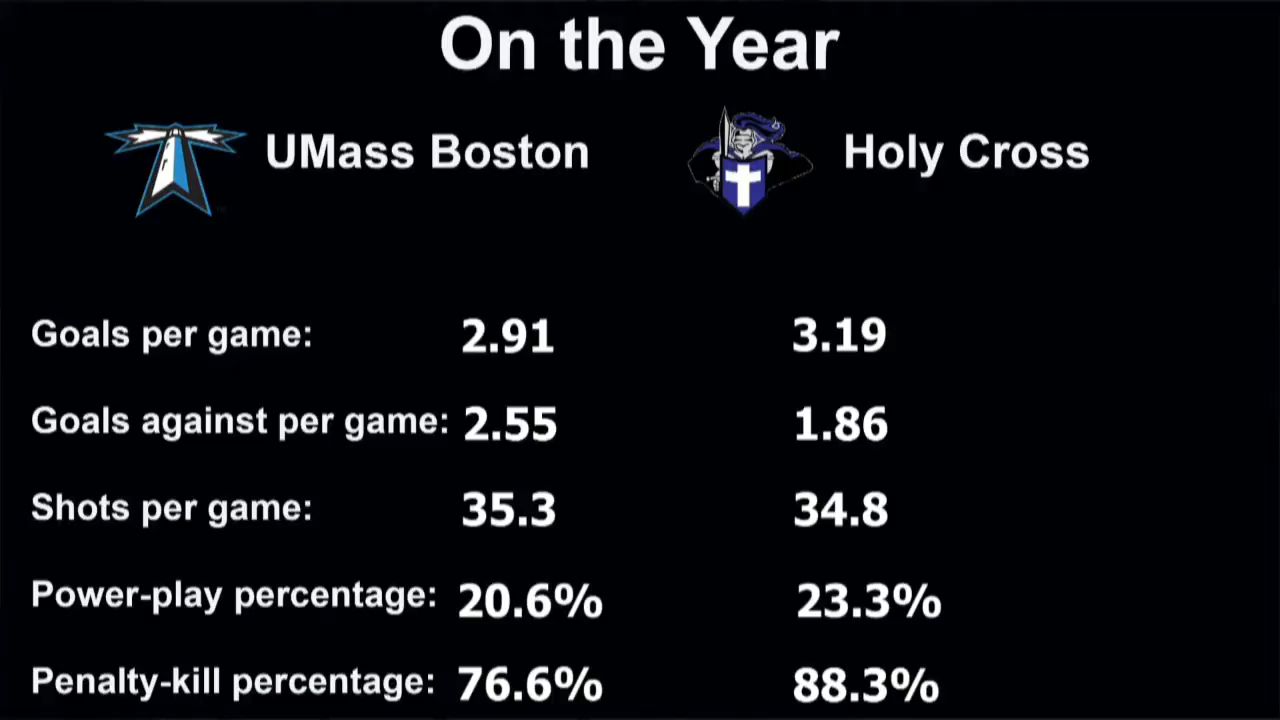 On the Year
UMass Boston Holy Cross
Goals per game: 2.91 3.19
Goals against per game: 2.55 1.86
Shots per game: 35.3 34.8
Power-play percentage: 20.6% 23.3%
Penalty-kill percentage: 76.6% 88.3%